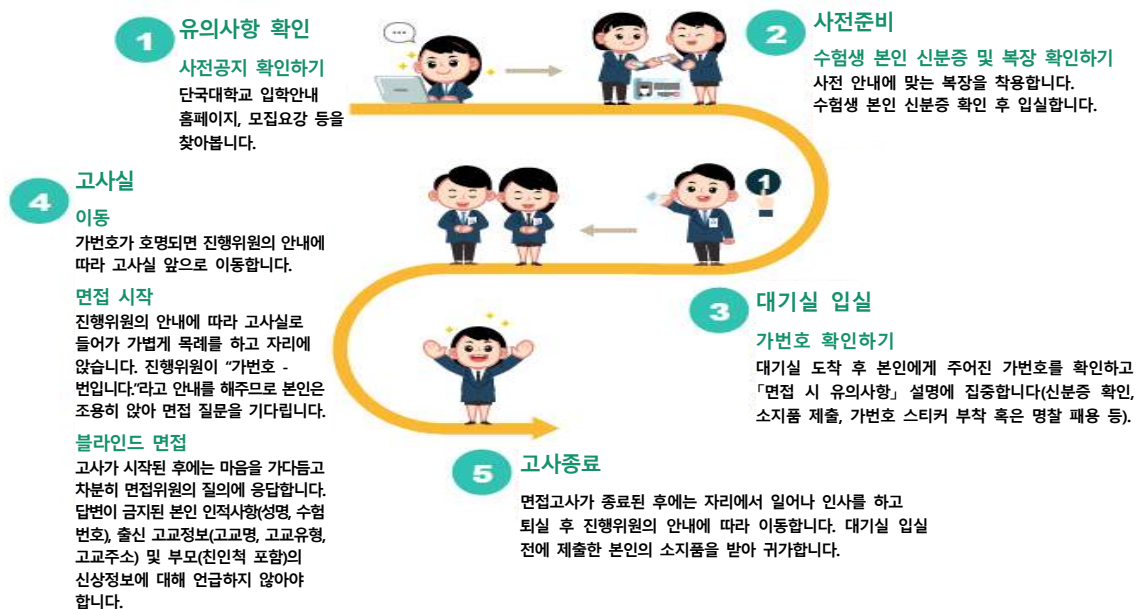 1
유의사항 확인
사전공지 확인하기
단국대학교 입학안내
홈페이지, 모집요강 등을
찾아봅니다.
2
사전준비
수험생 본인 신분증 및 복장 확인하기
사전 안내에 맞는 복장을 착용합니다.
수험생 본인 신분증 확인 후 입실합니다.
1
3
대기실 입실
가번호 확인하기
대기실 도착 후 본인에게 주어진 가번호를 확인하고
「면접 시 유의사항」 설명에 집중합니다(신분증 확인,
소지품 제출, 가번호 스티커 부착 혹은 명찰 패용 등).
4
고사실
이동
가번호가 호명되면 진행위원의 안내에
따라 고사실 앞으로 이동합니다.
면접 시작
진행위원의 안내에 따라 고사실로
들어가 가볍게 목례를 하고 자리에
앉습니다. 진행위원이 “가번호 -
번입니다.”라고 안내를 해주므로 본인은
조용히 앉아 면접 질문을 기다립니다.
블라인드 면접
고사가 시작된 후에는 마음을 가다듬고
차분히 면접위원의 질의에 응답합니다.
답변이 금지된 본인 인적사항(성명, 수험
번호), 출신 고교정보(고교명, 고교유형,
고교주소) 및 부모(친인척 포함)의
신상정보에 대해 언급하지 않아야
합니다.
5
고사종료
면접고사가 종료된 후에는 자리에서 일어나 인사를 하고
퇴실 후 진행위원의 안내에 따라 이동합니다. 대기실 입실
전에 제출한 본인의 소지품을 받아 귀가합니다.